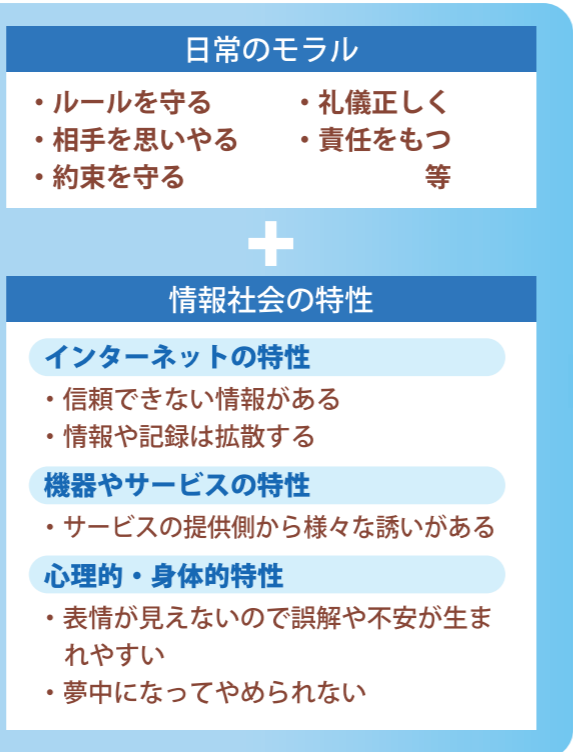 日常のモラル
・ルールを守る ・礼儀正しく
・相手を思いやる ・責任をもつ
・約束を守る 等
+
情報社会の特性
インターネットの特性
・信頼できない情報がある
・情報や記録は拡散する
機器やサービスの特性
・サービスの提供側から様々な誘いがある
心理的・身体的特性
・表情が見えないので誤解や不安が生ま
れやすい
・夢中になってやめられない